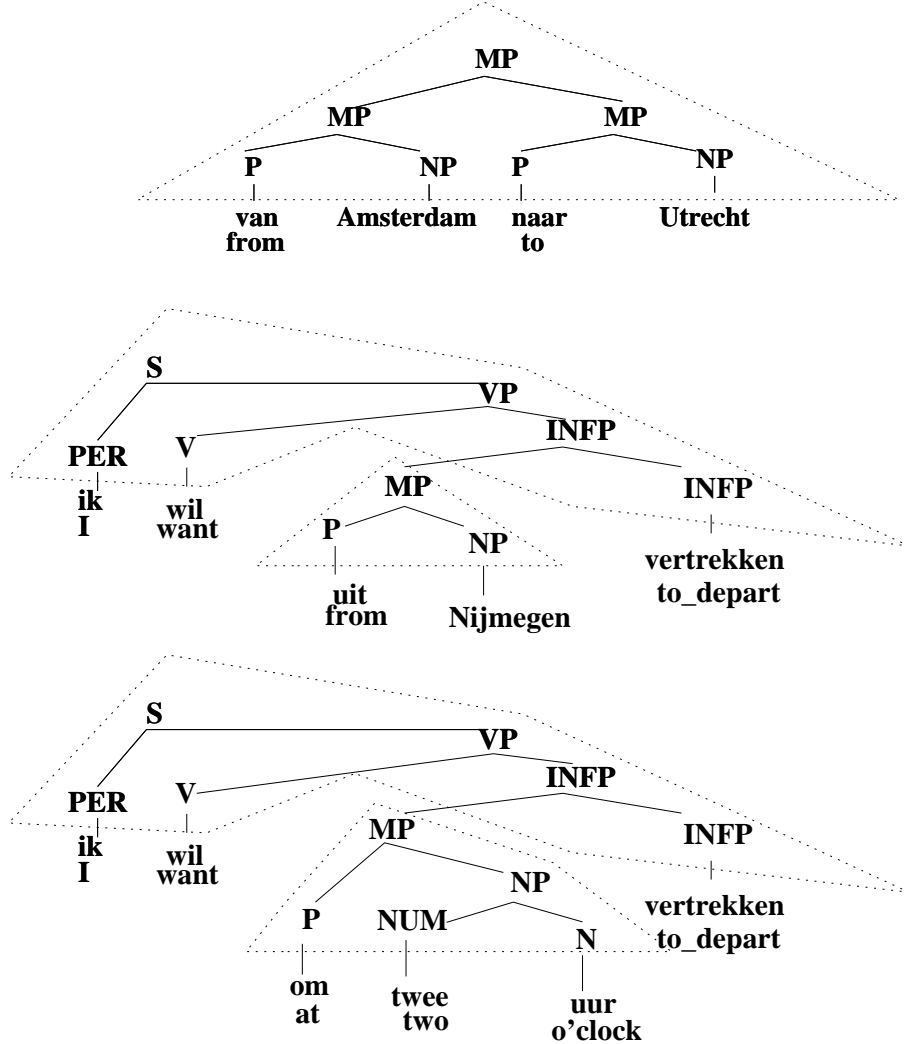 MP
MP MP
P NP P NP
van Amsterdam naar Utrecht
from to
S
VP
INFP
PER V
MP INFP
ik wil
I want
P NP
vertrekken
to_depart
uit
from Nijmegen
S
VP
INFP
PER V
MP INFP
ik wil
I want
NP
vertrekken
to_depart
P NUM N
om twee uur
at two o'clock